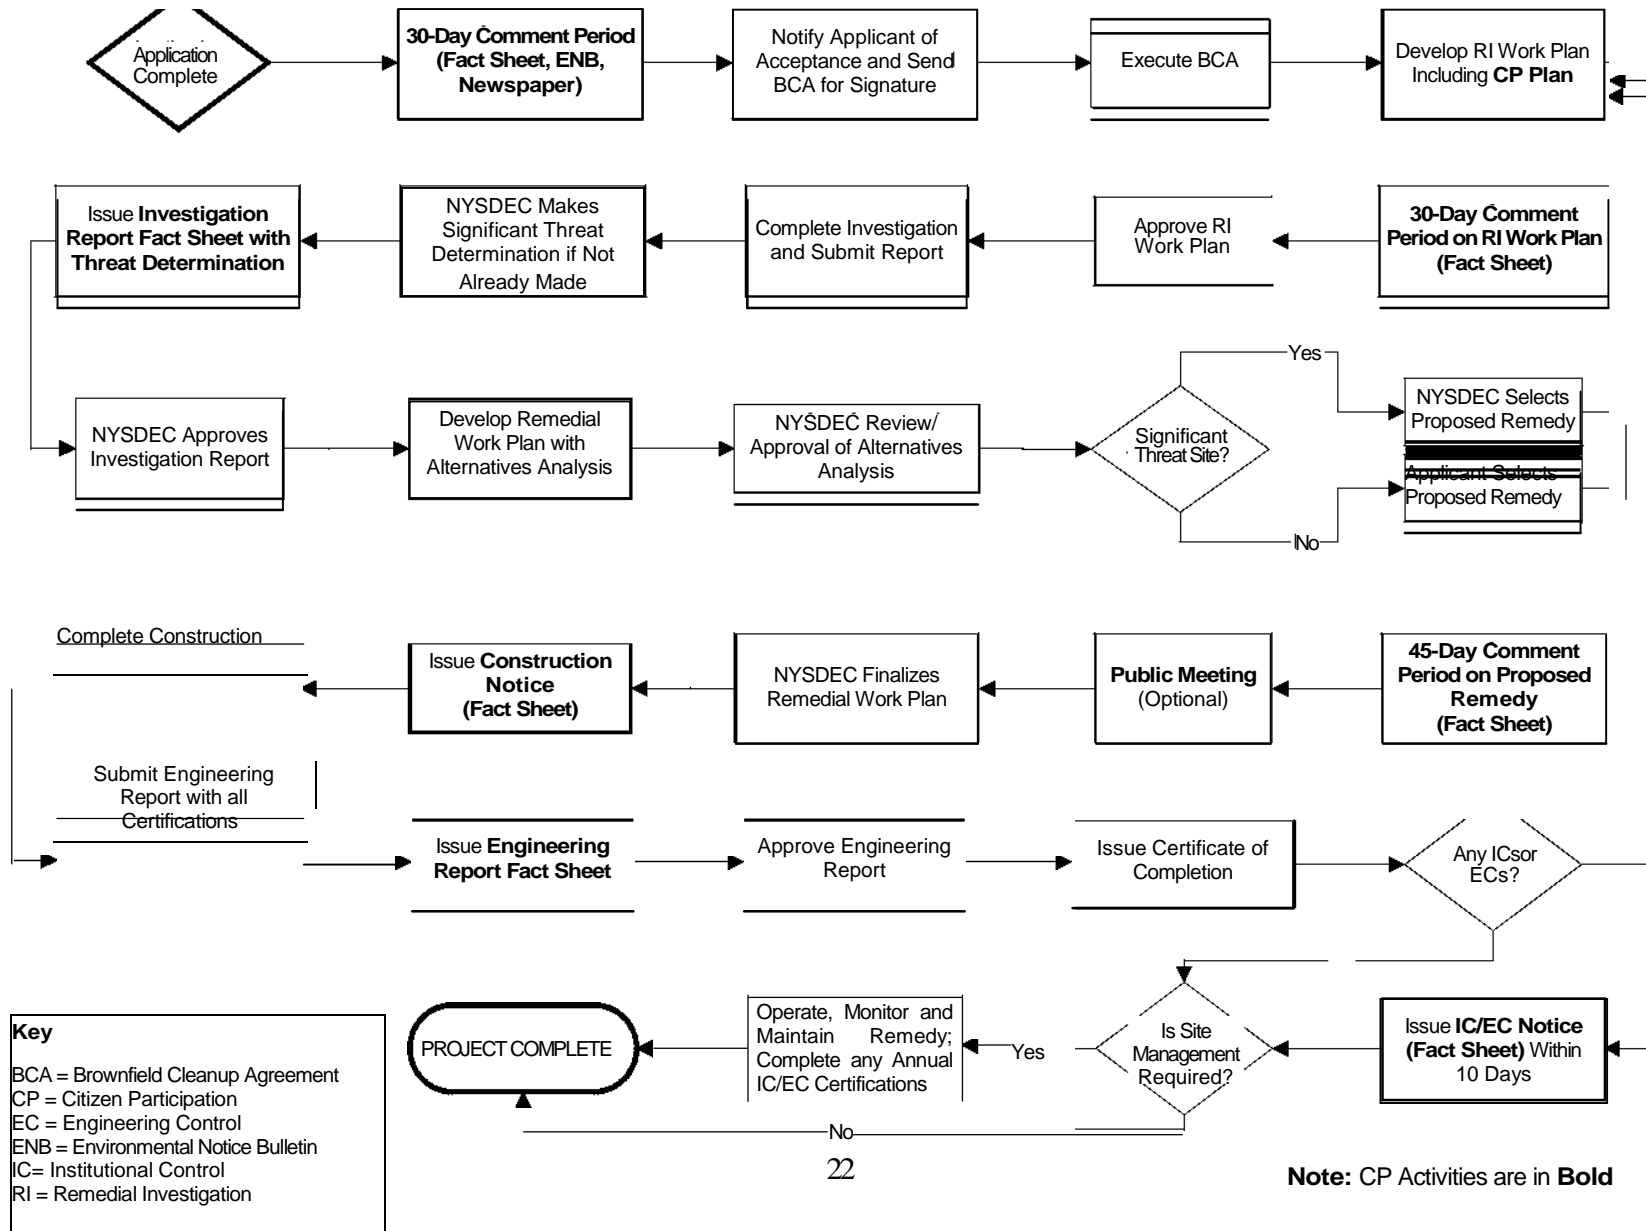 Application
Complete
30-Day Comment Period
(Fact Sheet, ENB,
Newspaper)
Notify Applicant of
Acceptance and Send
BCA for Signature
Execute BCA
Develop RI Work Plan
Including CP Plan
Issue Investigation
Report Fact Sheet with
Threat Determination
NYSDEC Makes
Significant Threat
Determination if Not
Already Made
Complete Investigation
and Submit Report
Approve RI
Work Plan
30-Day Comment
Period on RI Work Plan
(Fact Sheet)
NYSDEC Approves
Investigation Report
Develop Remedial
Work Plan with
Alternatives Analysis
NYSDEC Review/
Approval of Alternatives
Analysis
Significant
Threat Site?
Yes
No
NYSDEC Selects
Proposed Remedy
Applicant Selects
Proposed Remedy
Complete Construction
Issue Construction
Notice
(Fact Sheet)
NYSDEC Finalizes
Remedial Work Plan
Public Meeting
(Optional)
45-Day Comment
Period on Proposed
Remedy
(Fact Sheet)
Submit Engineering
Report with all
Certifications
Issue Engineering
Report Fact Sheet
Approve Engineering
Report
Issue Certificate of
Completion
Any ICsor
ECs?
PROJECT COMPLETE
Operate, Monitor and
Maintain Remedy;
Complete any Annual
IC/EC Certifications
Yes
Is Site
Management
Required?
Issue IC/EC Notice
(Fact Sheet) Within
10 Days
No
Key
BCA = Brownfield Cleanup Agreement
CP = Citizen Participation
EC = Engineering Control
ENB = Environmental Notice Bulletin
IC= Institutional Control
RI = Remedial Investigation
22
Note: CP Activities are in Bold